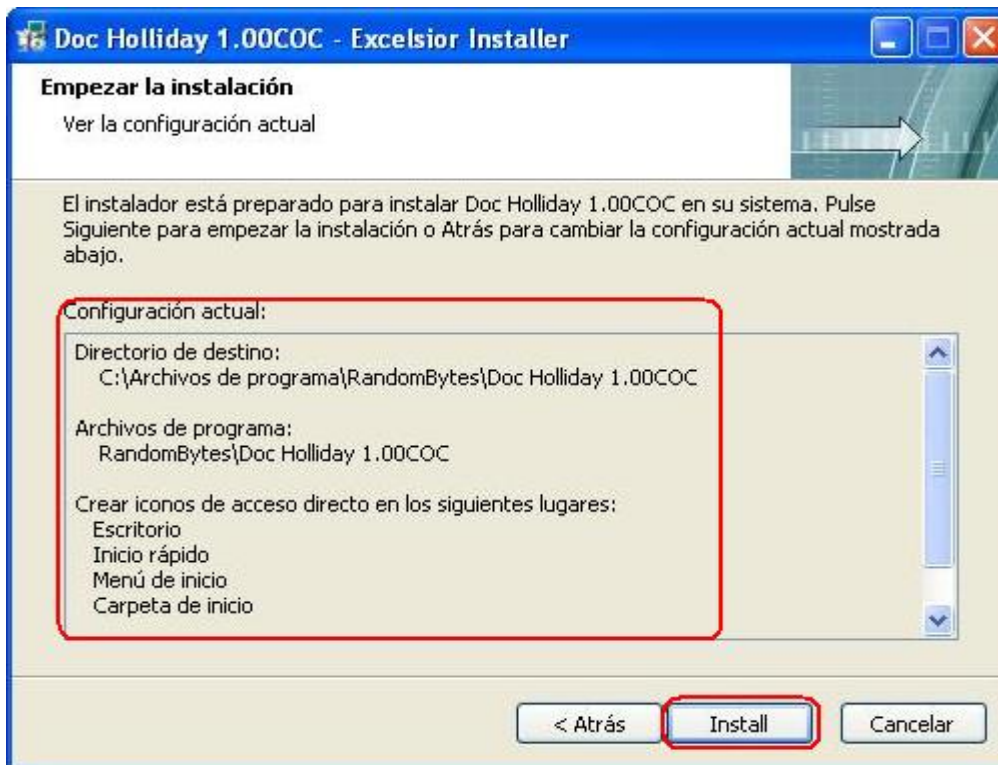 Doc Holliday 1.00COC - Excelsior Installer
Empezar la instalación
Ver la configuración actual
El instalador está preparado para instalar Doc Holliday 1.00COC en su sistema. Pulse
Siguiente para empezar la instalación o Atrás para cambiar la configuración actual mostrada
abajo.
Configuración actual:
Directorio de destino:
C:\Archivos de programa\RandomBytes\Doc Holliday 1.00COC
Archivos de programa:
RandomBytes\Doc Holliday 1.00COC
Crear iconos de acceso directo en los siguientes lugares:
Escritorio
Inicio rápido
Menú de inicio
Carpeta de inicio
< Atrás Install Cancelar